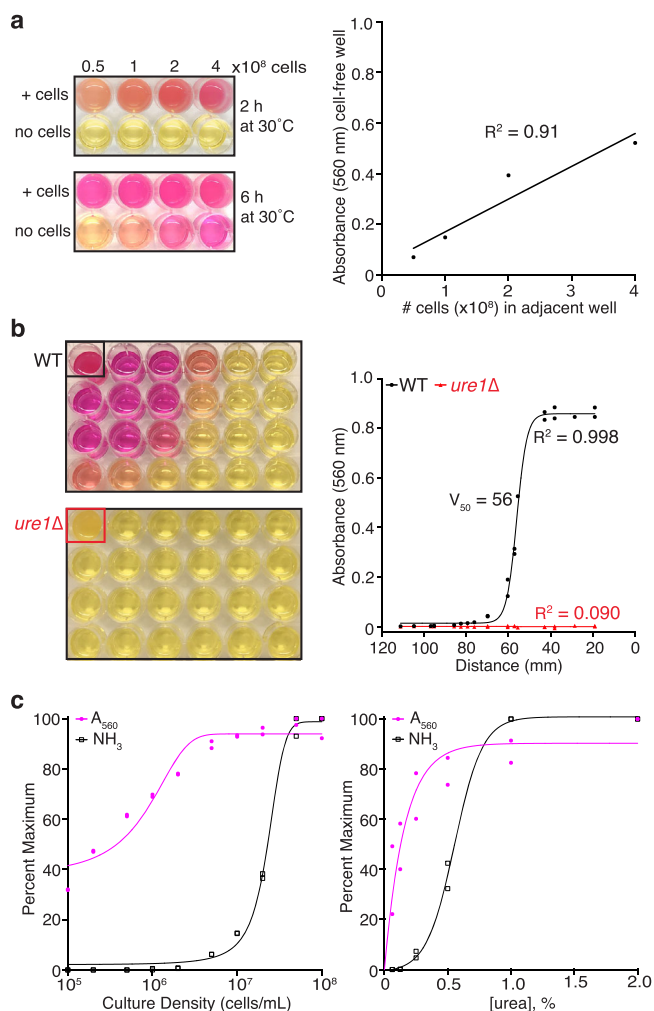 a
0.5 1 2 4 x10⁸ cells
+ cells
no cells
2 h
at 30˚C
+ cells
no cells
6 h
at 30˚C
Absorbance (560 nm) cell-free well
1.0
0.8
0.6
0.4
0.2
0
R² = 0.91
0 1 2 3 4
# cells (x10⁸) in adjacent well
b
WT
ure1Δ
WT ure1Δ
Absorbance (560 nm)
1.0
0.8
0.6
0.4
0.2
0
R² = 0.998
V₅₀ = 56
R² = 0.090
120 100 80 60 40 20 0
Distance (mm)
c
A₅₆₀
NH₃
Percent Maximum
100
80
60
40
20
0
10⁵ 10⁶ 10⁷ 10⁸
Culture Density (cells/mL)
A₅₆₀
NH₃
Percent Maximum
100
80
60
40
20
0
0 0.5 1.0 1.5 2.0
[urea], %